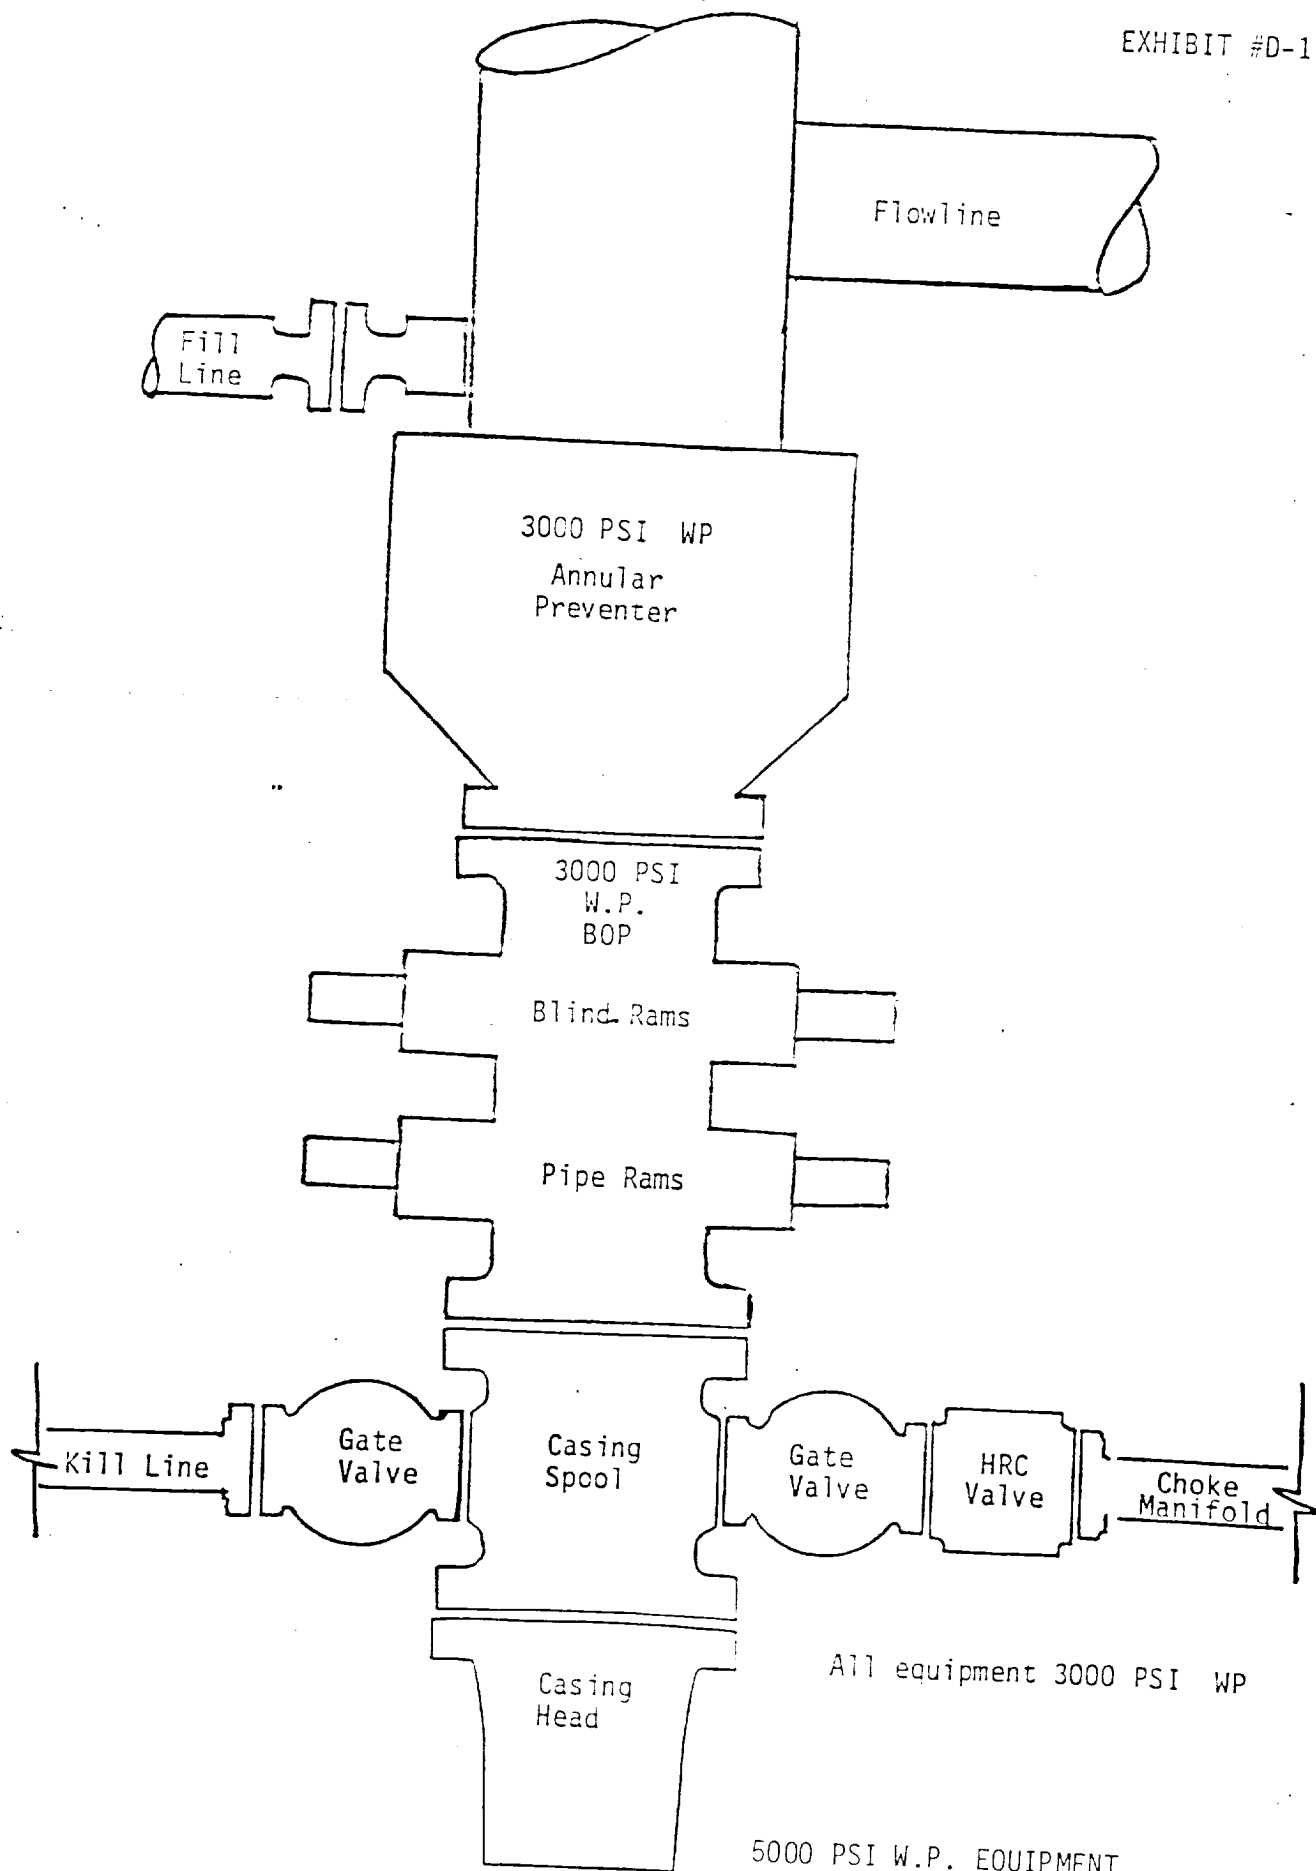 EXHIBIT #D-1
Flowline
Fill
Line
3000 PSI WP
Annular
Preventer
3000 PSI
W.P.
BOP
Blind Rams
Pipe Rams
Kill Line
Gate
Valve
Casing
Spool
Gate
Valve
HRC
Valve
Choke
Manifold
All equipment 3000 PSI WP
Casing
Head
5000 PSI W.P. EQUIPMENT